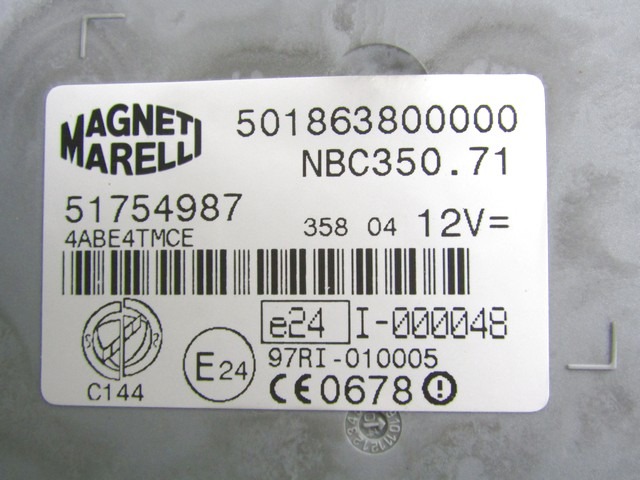 MAGNETI
MARELLI
501863800000
NBC350.71
51754987
4ABE4TMCE
358 04 12V=
e24 I-000048
97RI-010005
C144
E24
CE0678